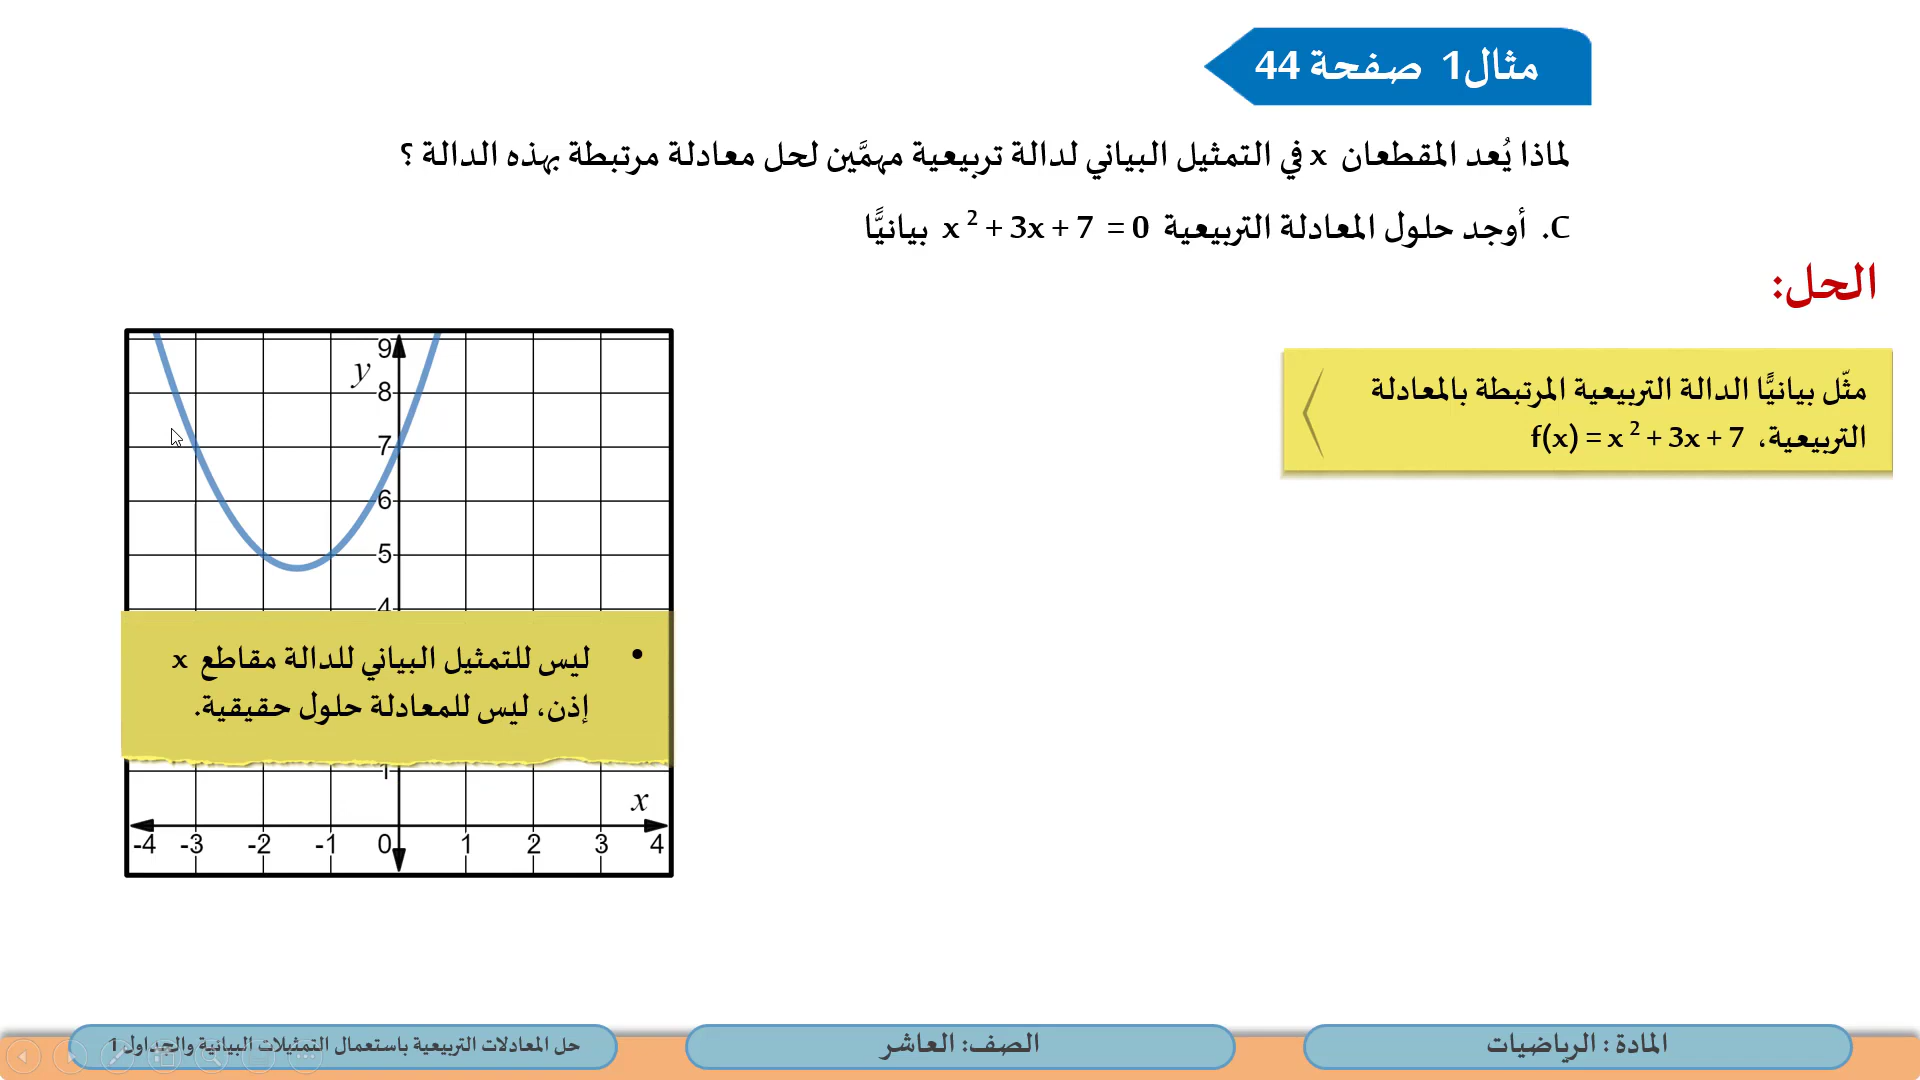 مثال1 صفحة 44
لماذا يُعد المقطعان x في التمثيل البياني لدالة تربيعية مهمَّين لحل معادلة مرتبطة بهذه الدالة ؟
C. أوجد حلول المعادلة التربيعية x² + 3x + 7 = 0 بيانيًّا
الحل:
مثّل بيانيًّا الدالة التربيعية المرتبطة بالمعادلة
التربيعية، f(x) = x² + 3x + 7
y
9
8
7
6
5
4
• ليس للتمثيل البياني للدالة مقاطع x
إذن، ليس للمعادلة حلول حقيقية.
1
x
-4 -3 -2 -1 0 1 2 3 4
المادة : الرياضيات
الصف: العاشر
حل المعادلات التربيعية باستعمال التمثيلات البيانية والجداول 1